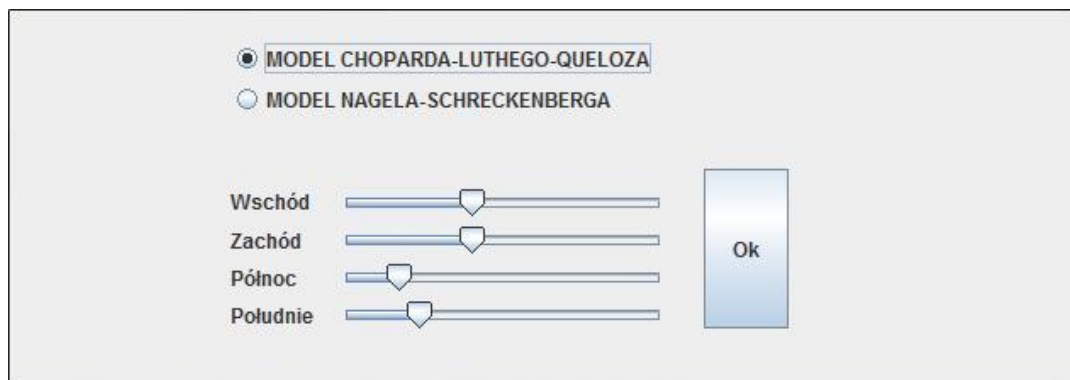 MODEL CHOPARDA-LUTHEGO-QUELOZA
MODEL NAGELA-SCHRECKENBERGA
Wschód
Zachód
Ok
Północ
Południe